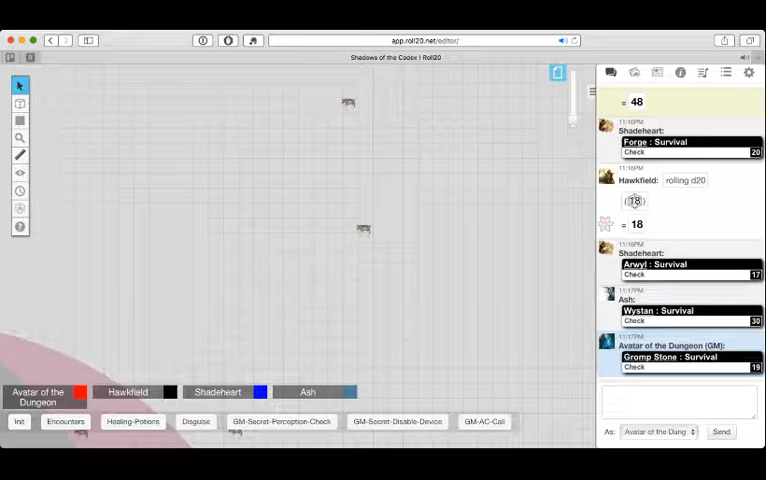 app.roll20.net/editor/
Shadows of the Codex | Roll20
= 48
11:16PM
Shadeheart:
Forge : Survival
Check 20
11:16PM
Hawkfield: rolling d20
(18)
= 18
11:16PM
Shadeheart:
Arwyl : Survival
Check 17
11:17PM
Ash:
Wystan : Survival
Check 30
11:17PM
Avatar of the Dungeon (GM):
Gromp Stone : Survival
Check 19
Avatar of the Dungeon
Hawkfield
Shadeheart
Ash
Init
Encounters
Healing-Potions
Disguise
GM-Secret-Perception-Check
GM-Secret-Disable-Device
GM-AC-Call
As: Avatar of the Dung
Send